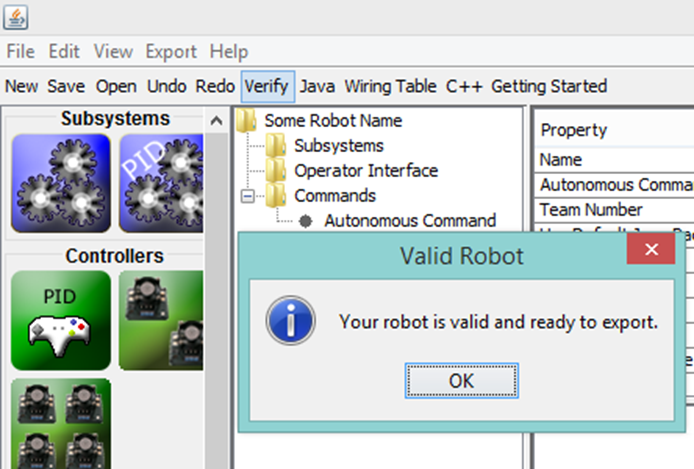 File Edit View Export Help
New Save Open Undo Redo Verify Java Wiring Table C++ Getting Started
Subsystems
PID
Controllers
PID
Some Robot Name
Subsystems
Operator Interface
Commands
Autonomous Command
Property
Name
Autonomous Comma
Team Number
Valid Robot
Your robot is valid and ready to export.
OK